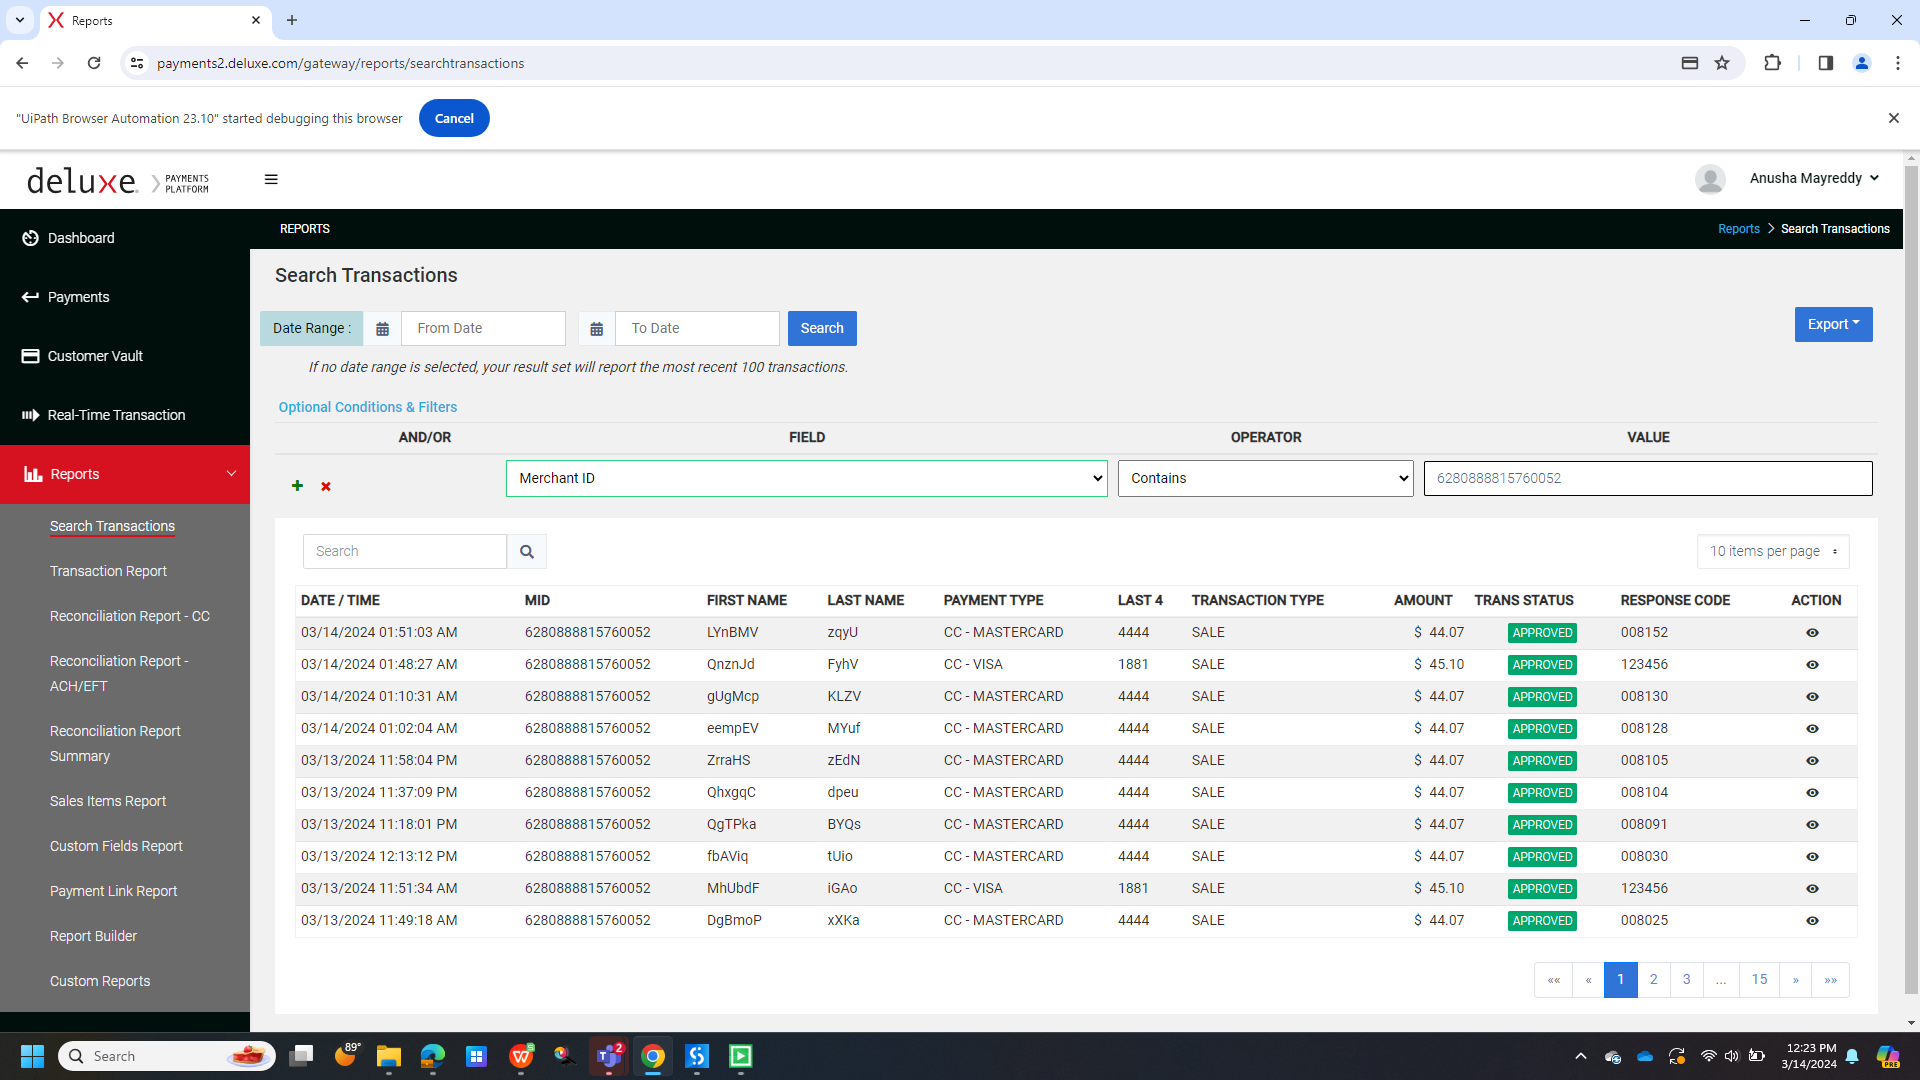 Reports
payments2.deluxe.com/gateway/reports/searchtransactions
"UiPath Browser Automation 23.10" started debugging this browser
Cancel
deluxe. PAYMENTS PLATFORM
Anusha Mayreddy
Dashboard
Payments
Customer Vault
Real-Time Transaction
Reports
Search Transactions
Transaction Report
Reconciliation Report - CC
Reconciliation Report -
ACH/EFT
Reconciliation Report
Summary
Sales Items Report
Custom Fields Report
Payment Link Report
Report Builder
Custom Reports
REPORTS
Reports > Search Transactions
Search Transactions
Date Range : From Date To Date Search Export
If no date range is selected, your result set will report the most recent 100 transactions.
Optional Conditions & Filters
AND/OR FIELD OPERATOR VALUE
Merchant ID Contains 6280888815760052
Search 10 items per page
DATE / TIME MID FIRST NAME LAST NAME PAYMENT TYPE LAST 4 TRANSACTION TYPE AMOUNT TRANS STATUS RESPONSE CODE ACTION
03/14/2024 01:51:03 AM 6280888815760052 LYnBMV zqyU CC - MASTERCARD 4444 SALE $ 44.07 APPROVED 008152
03/14/2024 01:48:27 AM 6280888815760052 QnznJd FyhV CC - VISA 1881 SALE $ 45.10 APPROVED 123456
03/14/2024 01:10:31 AM 6280888815760052 gUgMcp KLZV CC - MASTERCARD 4444 SALE $ 44.07 APPROVED 008130
03/14/2024 01:02:04 AM 6280888815760052 eempEV MYuf CC - MASTERCARD 4444 SALE $ 44.07 APPROVED 008128
03/13/2024 11:58:04 PM 6280888815760052 ZrraHS zEdN CC - MASTERCARD 4444 SALE $ 44.07 APPROVED 008105
03/13/2024 11:37:09 PM 6280888815760052 QhxgqC dpeu CC - MASTERCARD 4444 SALE $ 44.07 APPROVED 008104
03/13/2024 11:18:01 PM 6280888815760052 QgTPka BYQs CC - MASTERCARD 4444 SALE $ 44.07 APPROVED 008091
03/13/2024 12:13:12 PM 6280888815760052 fbAViq tUio CC - MASTERCARD 4444 SALE $ 44.07 APPROVED 008030
03/13/2024 11:51:34 AM 6280888815760052 MhUbdF iGAo CC - VISA 1881 SALE $ 45.10 APPROVED 123456
03/13/2024 11:49:18 AM 6280888815760052 DgBmoP xXKa CC - MASTERCARD 4444 SALE $ 44.07 APPROVED 008025
«« « 1 2 3 ... 15 » »»
Search 89° 2 12:23 PM
3/14/2024 PRE